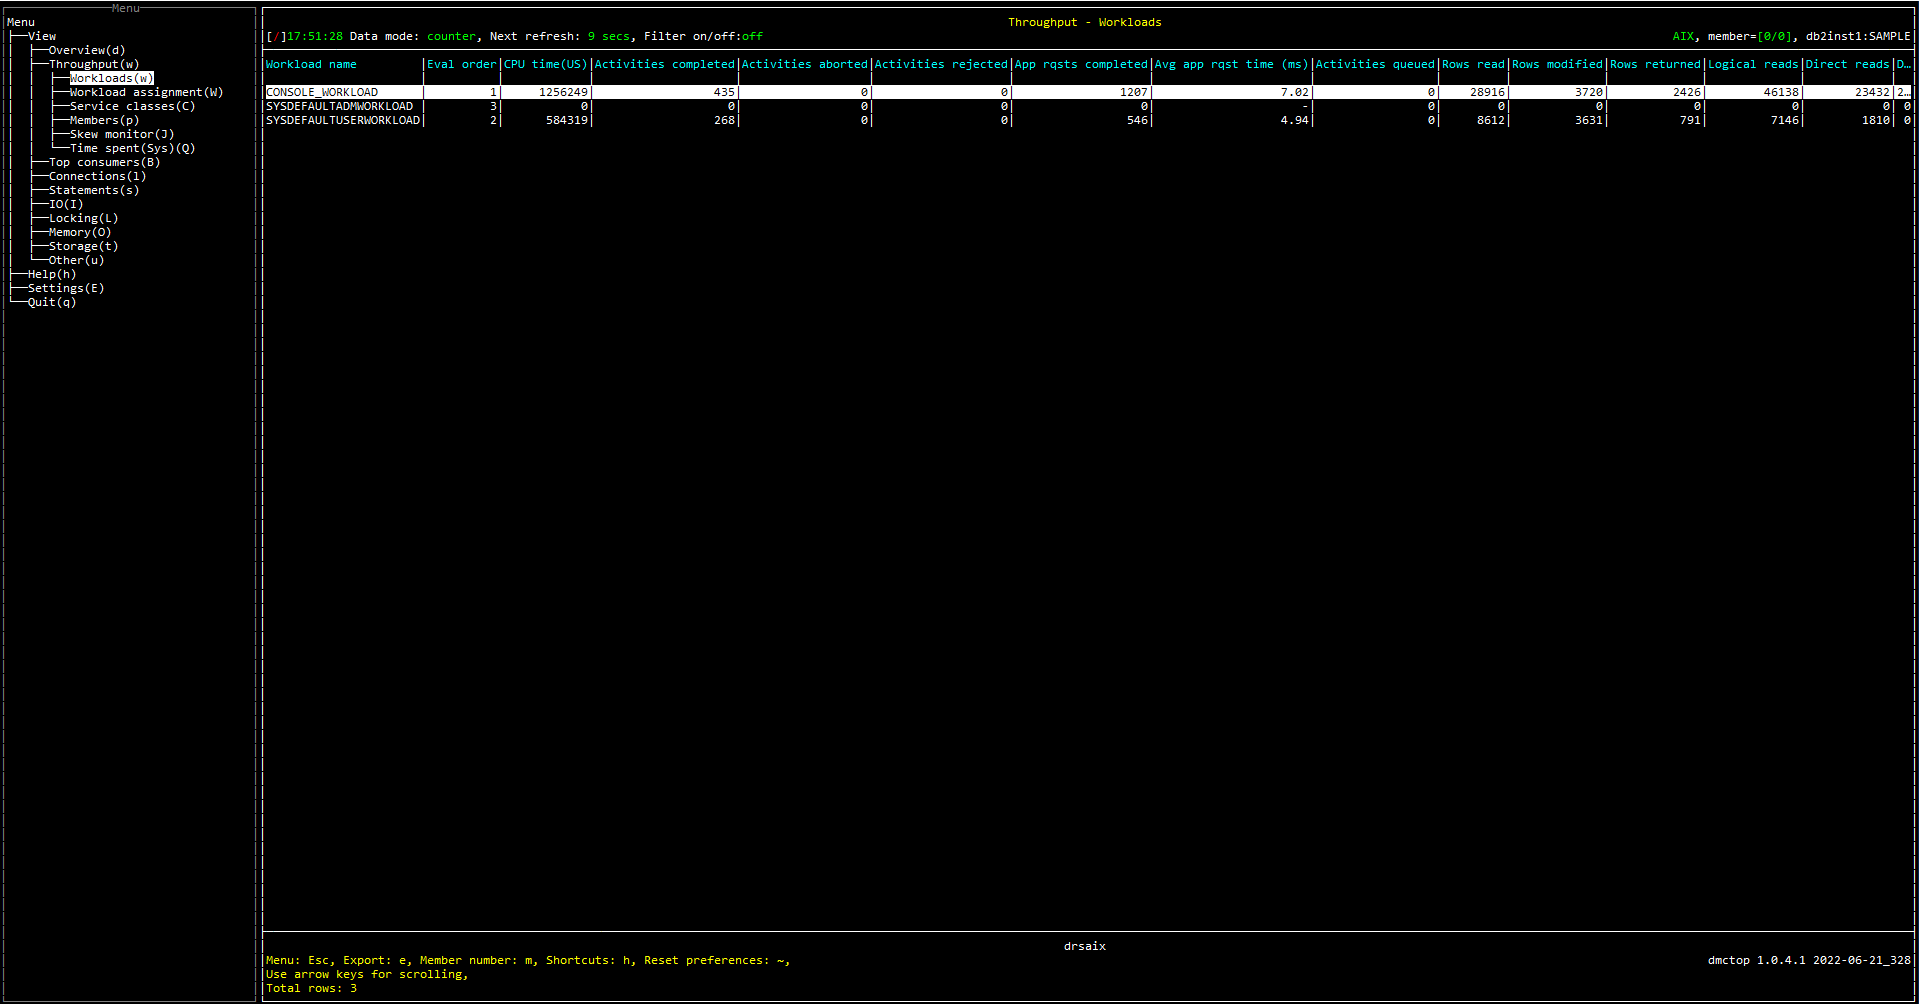 Menu
Menu
View
Overview(d)
Throughput(w)
Workloads(w)
Workload assignment(W)
Service classes(C)
Members(p)
Skew monitor(J)
Time spent(Sys)(Q)
Top consumers(B)
Connections(l)
Statements(s)
IO(I)
Locking(L)
Memory(O)
Storage(t)
Other(u)
Help(h)
Settings(E)
Quit(q)
Throughput - Workloads
[/]17:51:28 Data mode: counter, Next refresh: 9 secs, Filter on/off:off AIX, member=[0/0], db2inst1:SAMPLE
Workload name |Eval order|CPU time(US)|Activities completed|Activities aborted|Activities rejected|App rqsts completed|Avg app rqst time (ms)|Activities queued|Rows read|Rows modified|Rows returned|Logical reads|Direct reads|D…
CONSOLE_WORKLOAD | 1| 1256249| 435| 0| 0| 1207| 7.02| 0| 28916| 3720| 2426| 46138| 23432|2…
SYSDEFAULTADMWORKLOAD | 3| 0| 0| 0| 0| 0| -| 0| 0| 0| 0| 0| 0| 0
SYSDEFAULTUSERWORKLOAD| 2| 584319| 268| 0| 0| 546| 4.94| 0| 8612| 3631| 791| 7146| 1810| 0
drsaix
Menu: Esc, Export: e, Member number: m, Shortcuts: h, Reset preferences: ~, dmctop 1.0.4.1 2022-06-21_328
Use arrow keys for scrolling,
Total rows: 3